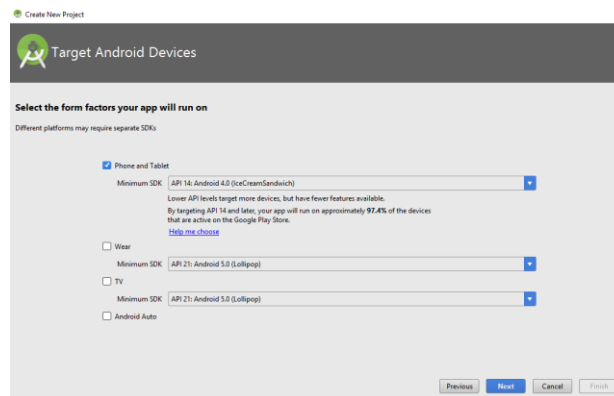 Create New Project
Target Android Devices
Select the form factors your app will run on
Different platforms may require separate SDKs
Phone and Tablet
Minimum SDK API 14: Android 4.0 (IceCreamSandwich)
Lower API levels target more devices, but have fewer features available.
By targeting API 14 and later, your app will run on approximately 97.4% of the devices
that are active on the Google Play Store.
Help me choose
Wear
Minimum SDK API 21: Android 5.0 (Lollipop)
TV
Minimum SDK API 21: Android 5.0 (Lollipop)
Android Auto
Previous Next Cancel Finish